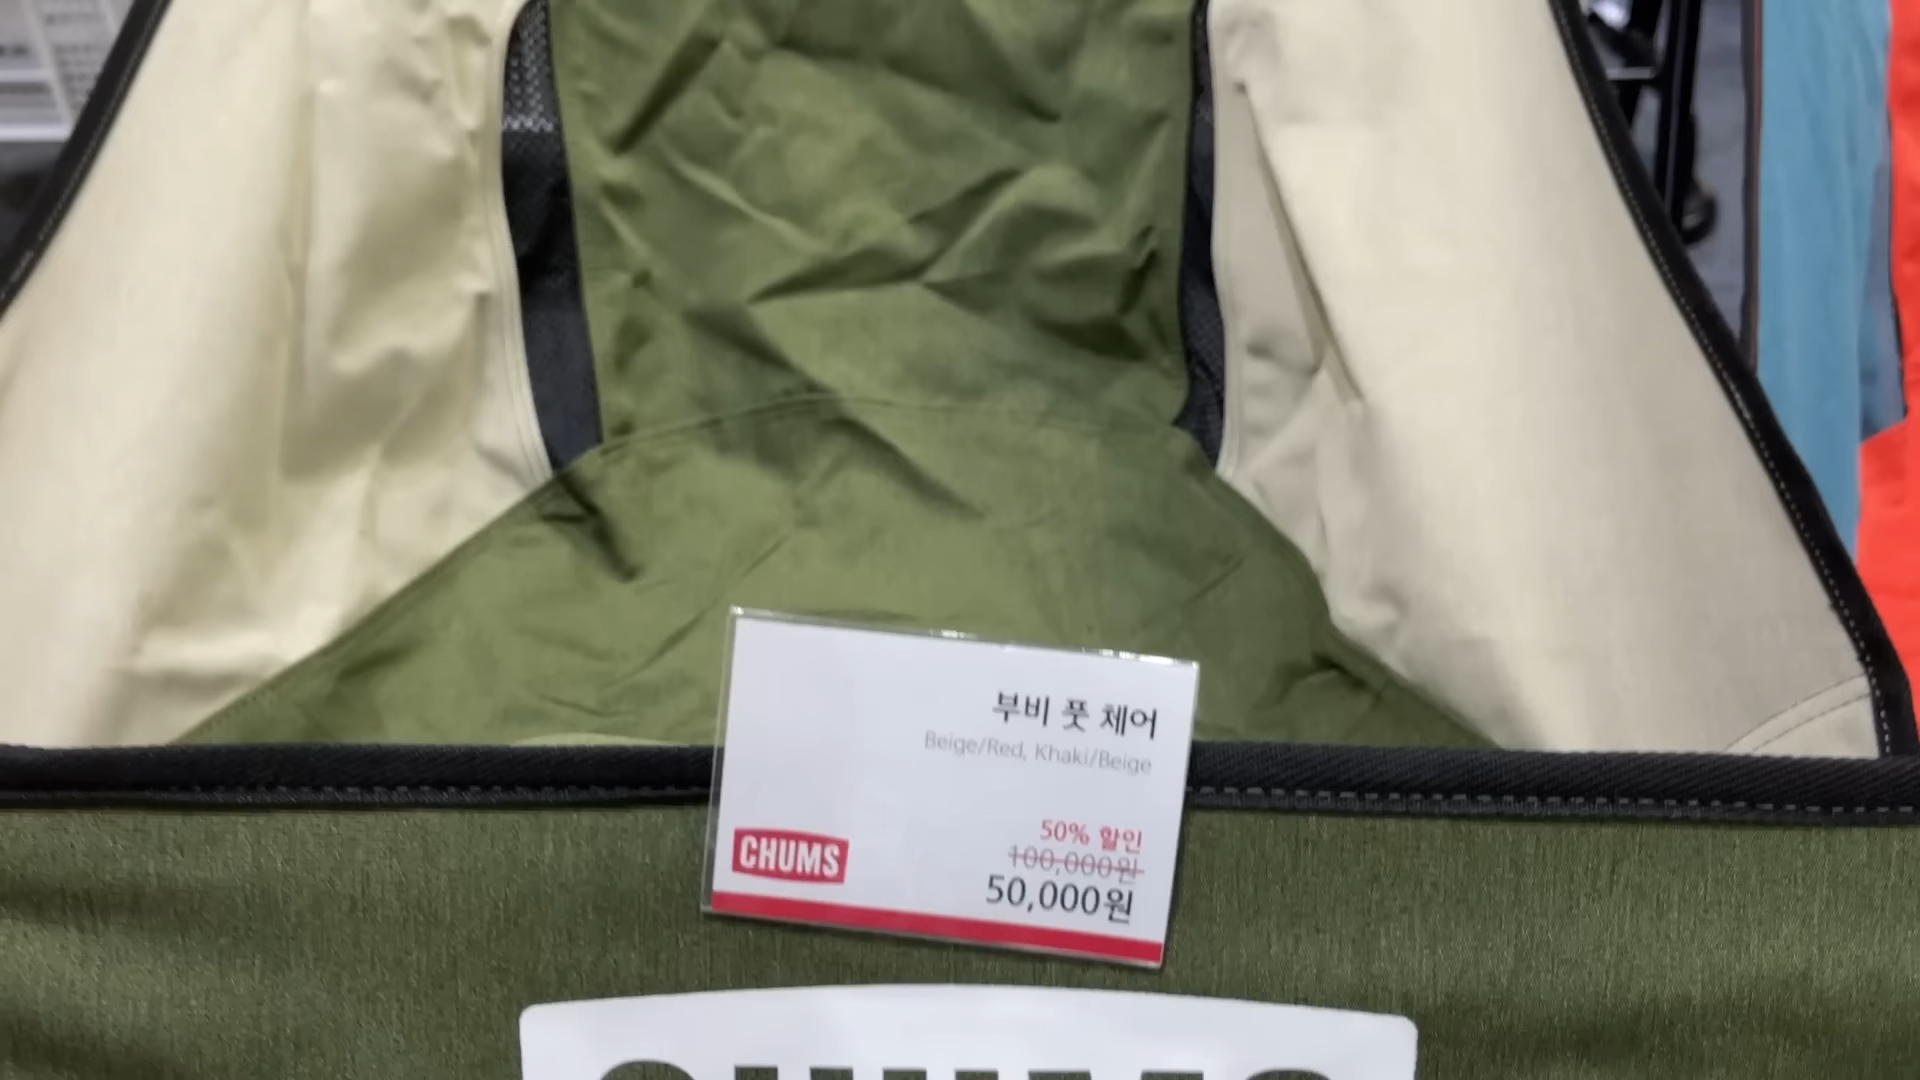 부비 풋 체어
Beige/Red, Khaki/Beige
50% 할인
100,000원
CHUMS
50,000원
CHUMS